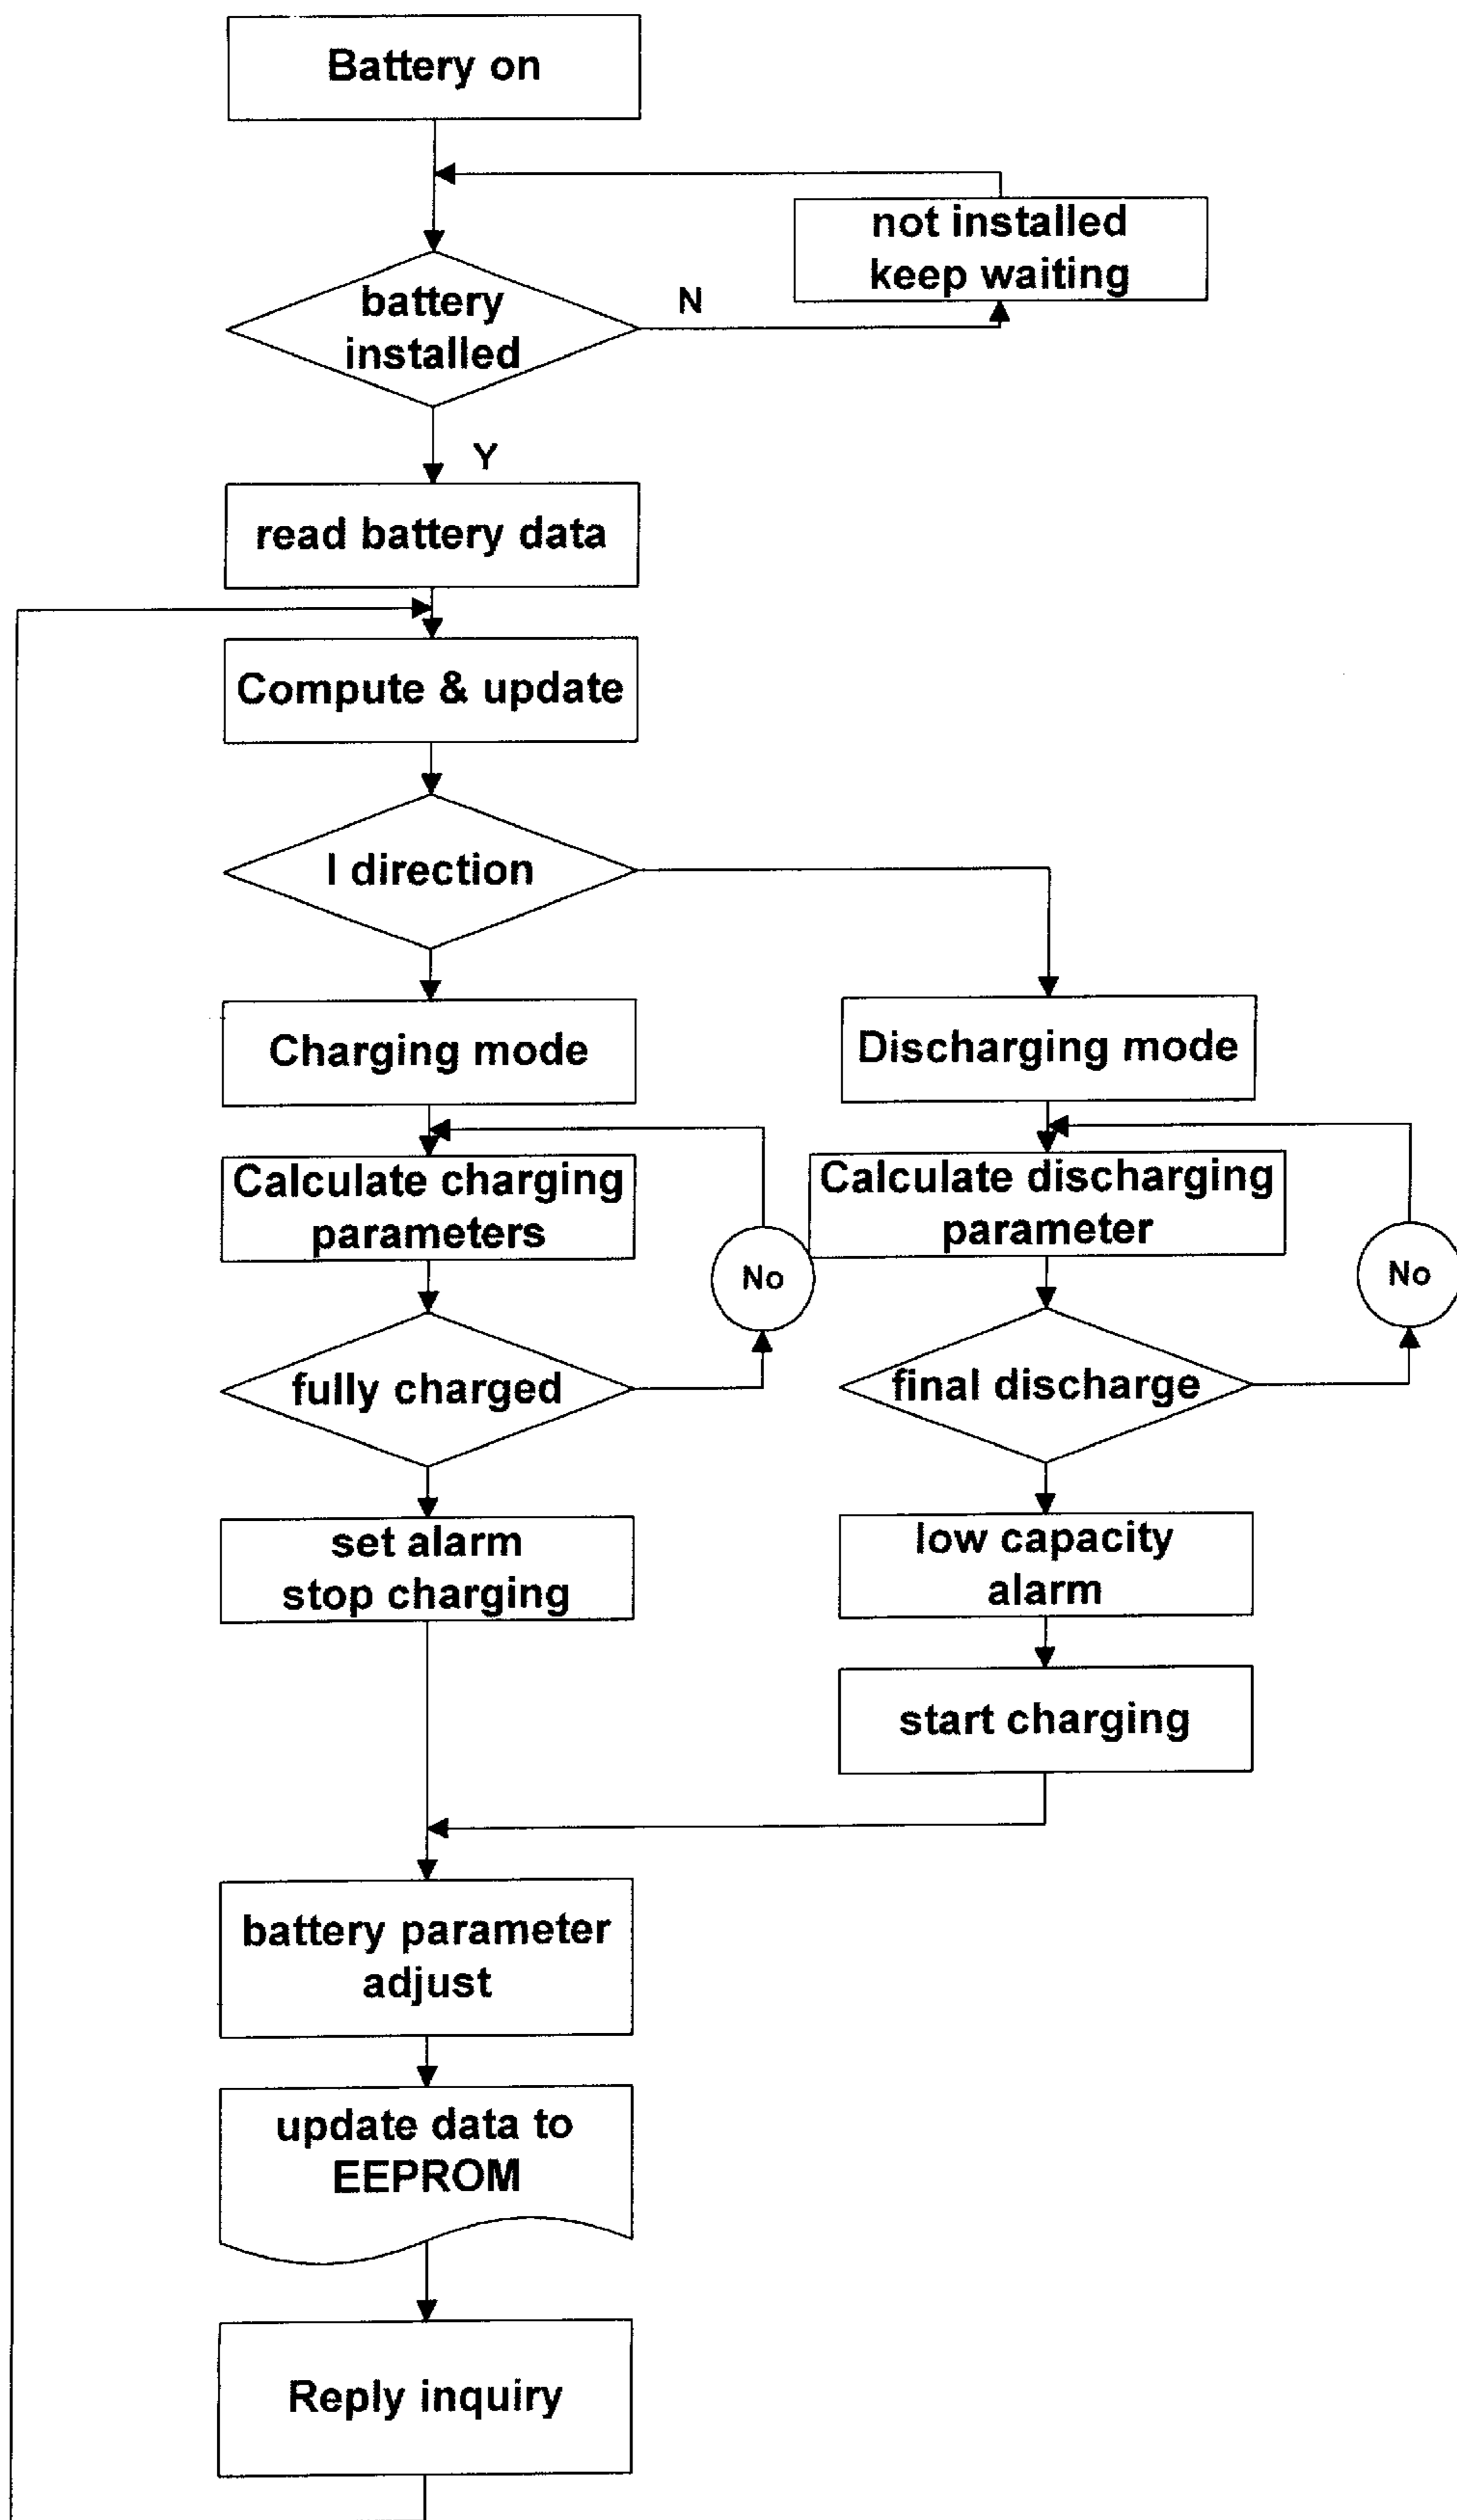 Battery on
not installed
keep waiting
battery
installed
N
Y
read battery data
Compute & update
I direction
Charging mode
Discharging mode
Calculate charging
parameters
Calculate discharging
parameter
No
No
fully charged
final discharge
set alarm
stop charging
low capacity
alarm
start charging
battery parameter
adjust
update data to
EEPROM
Reply inquiry